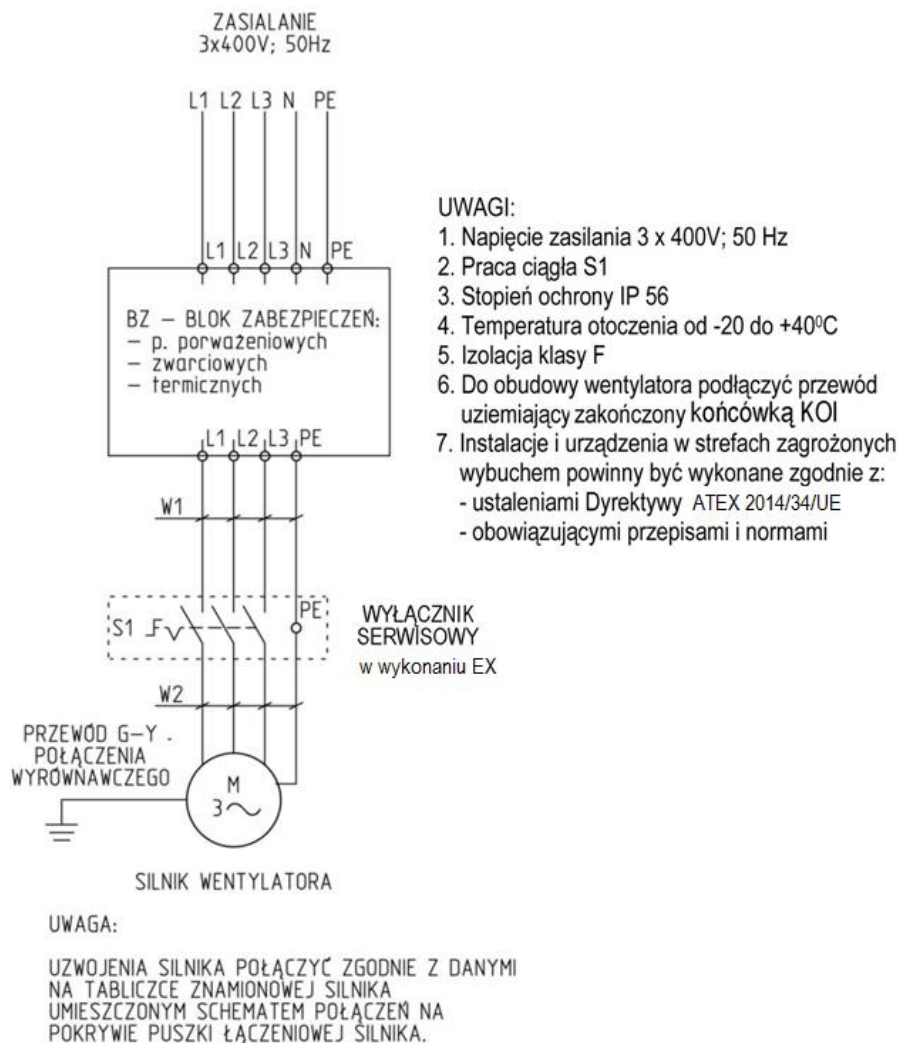 ZASIALANIE
3x400V; 50Hz
L1 L2 L3 N PE
L1 L2 L3 N PE
BZ – BLOK ZABEZPIECZEŃ:
– p. porważeniowych
– zwarciowych
– termicznych
L1 L2 L3 PE
W1
S1
PE
WYŁĄCZNIK
SERWISOWY
w wykonaniu EX
W2
PRZEWÓD G–Y .
POŁĄCZENIA
WYRÓWNAWCZEGO
M
3~
SILNIK WENTYLATORA
UWAGA:
UZWOJENIA SILNIKA POŁĄCZYĆ ZGODNIE Z DANYMI
NA TABLICZCE ZNAMIONOWEJ SILNIKA
UMIESZCZONYM SCHEMATEM POŁĄCZEŃ NA
POKRYWIE PUSZKI ŁĄCZENIOWEJ SILNIKA.
UWAGI:
1. Napięcie zasilania 3 x 400V; 50 Hz
2. Praca ciągła S1
3. Stopień ochrony IP 56
4. Temperatura otoczenia od -20 do +40⁰C
5. Izolacja klasy F
6. Do obudowy wentylatora podłączyć przewód
uziemiający zakończony końcówką KOI
7. Instalacje i urządzenia w strefach zagrożonych
wybuchem powinny być wykonane zgodnie z:
- ustaleniami Dyrektywy ATEX 2014/34/UE
- obowiązującymi przepisami i normami